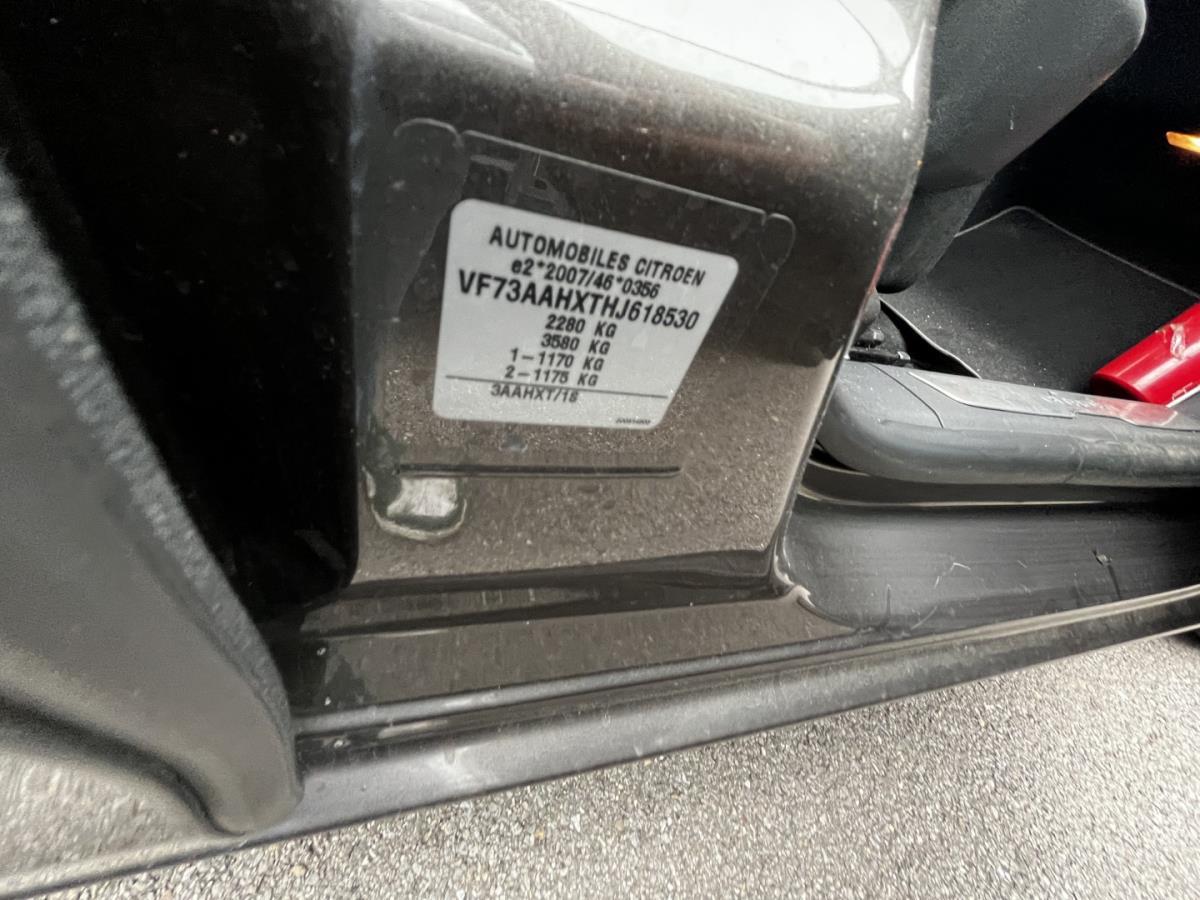 AUTOMOBILES CITROEN
e2*2007/46*0356
VF73AAHXTHJ618530
2280 KG
3580 KG
1-1170 KG
2-1175 KG
3AAHXT/18